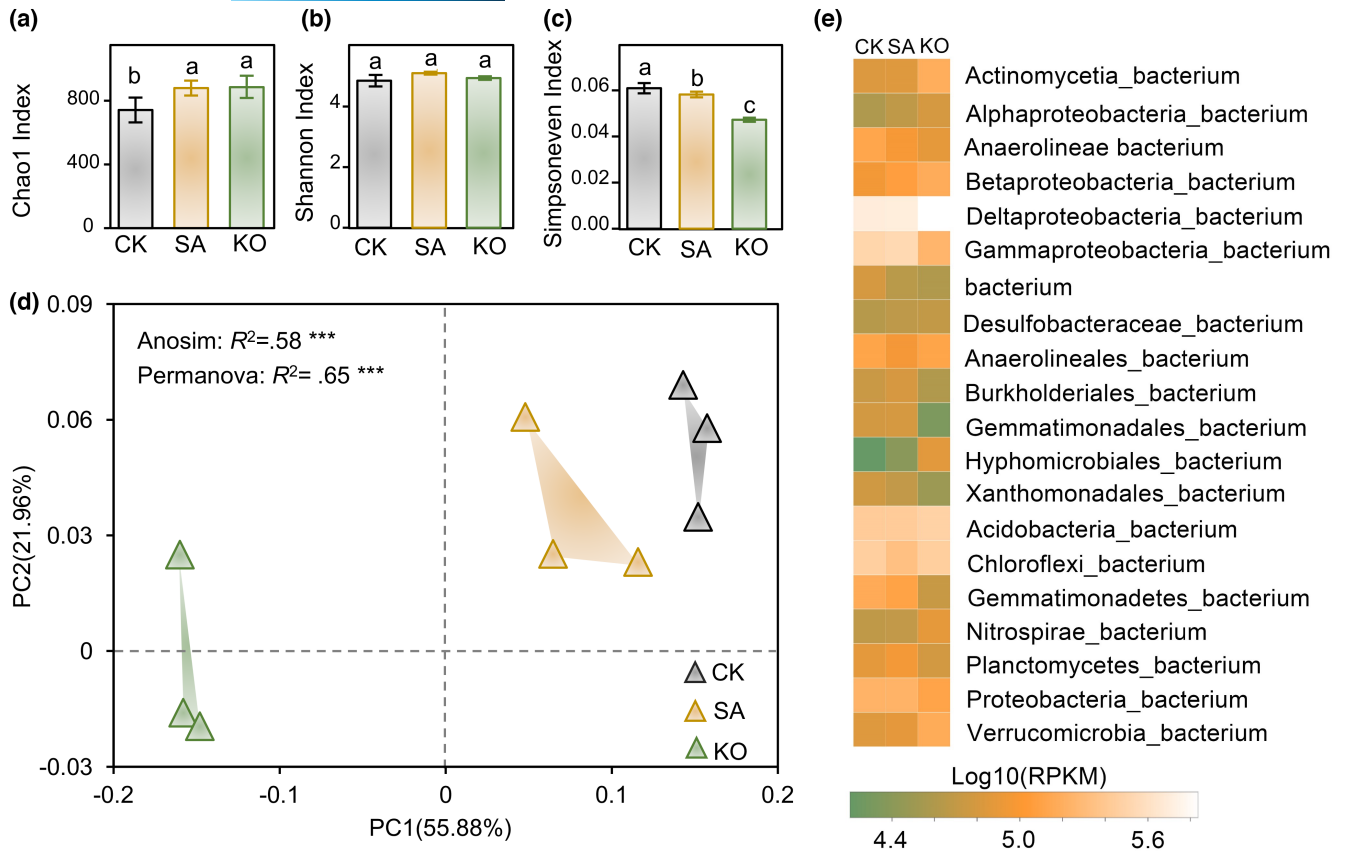 (a)
Chao1 Index
800
400
0
b
a
a
CK
SA
KO
(b)
Shannon Index
4
2
0
a
a
a
CK
SA
KO
(c)
Simpsoneven Index
0.06
0.04
0.02
0.00
a
b
c
CK
SA
KO
(d)
PC2(21.96%)
0.09
0.06
0.03
0
-0.03
Anosim: R²=.58 ***
Permanova: R²= .65 ***
CK
SA
KO
-0.2
-0.1
0
0.1
0.2
PC1(55.88%)
(e)
CK SA KO
Actinomycetia_bacterium
Alphaproteobacteria_bacterium
Anaerolineae bacterium
Betaproteobacteria_bacterium
Deltaproteobacteria_bacterium
Gammaproteobacteria_bacterium
bacterium
Desulfobacteraceae_bacterium
Anaerolineales_bacterium
Burkholderiales_bacterium
Gemmatimonadales_bacterium
Hyphomicrobiales_bacterium
Xanthomonadales_bacterium
Acidobacteria_bacterium
Chloroflexi_bacterium
Gemmatimonadetes_bacterium
Nitrospirae_bacterium
Planctomycetes_bacterium
Proteobacteria_bacterium
Verrucomicrobia_bacterium
Log10(RPKM)
4.4
5.0
5.6